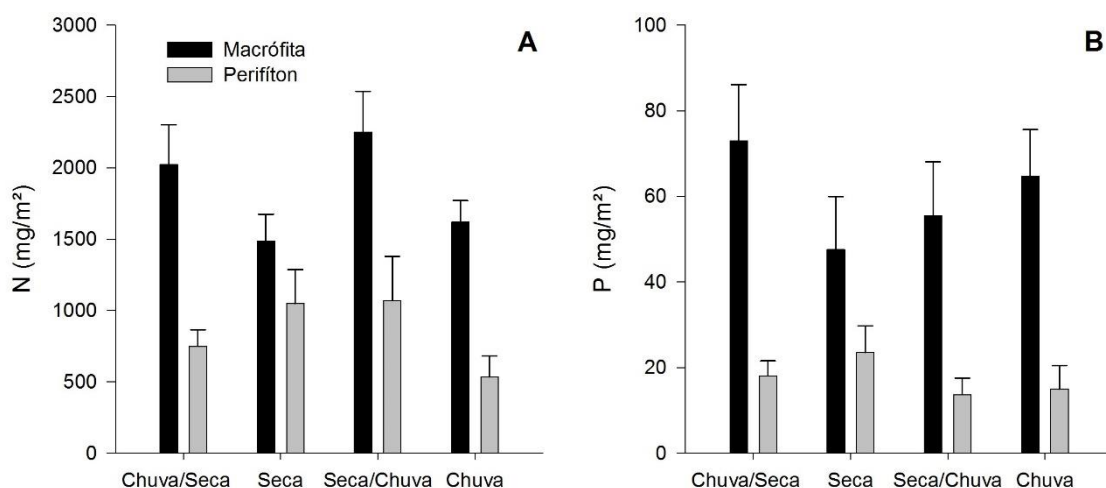 A
Macrófita
Perifíton
N (mg/m²)
3000
2500
2000
1500
1000
500
0
Chuva/Seca Seca Seca/Chuva Chuva
B
P (mg/m²)
100
80
60
40
20
0
Chuva/Seca Seca Seca/Chuva Chuva